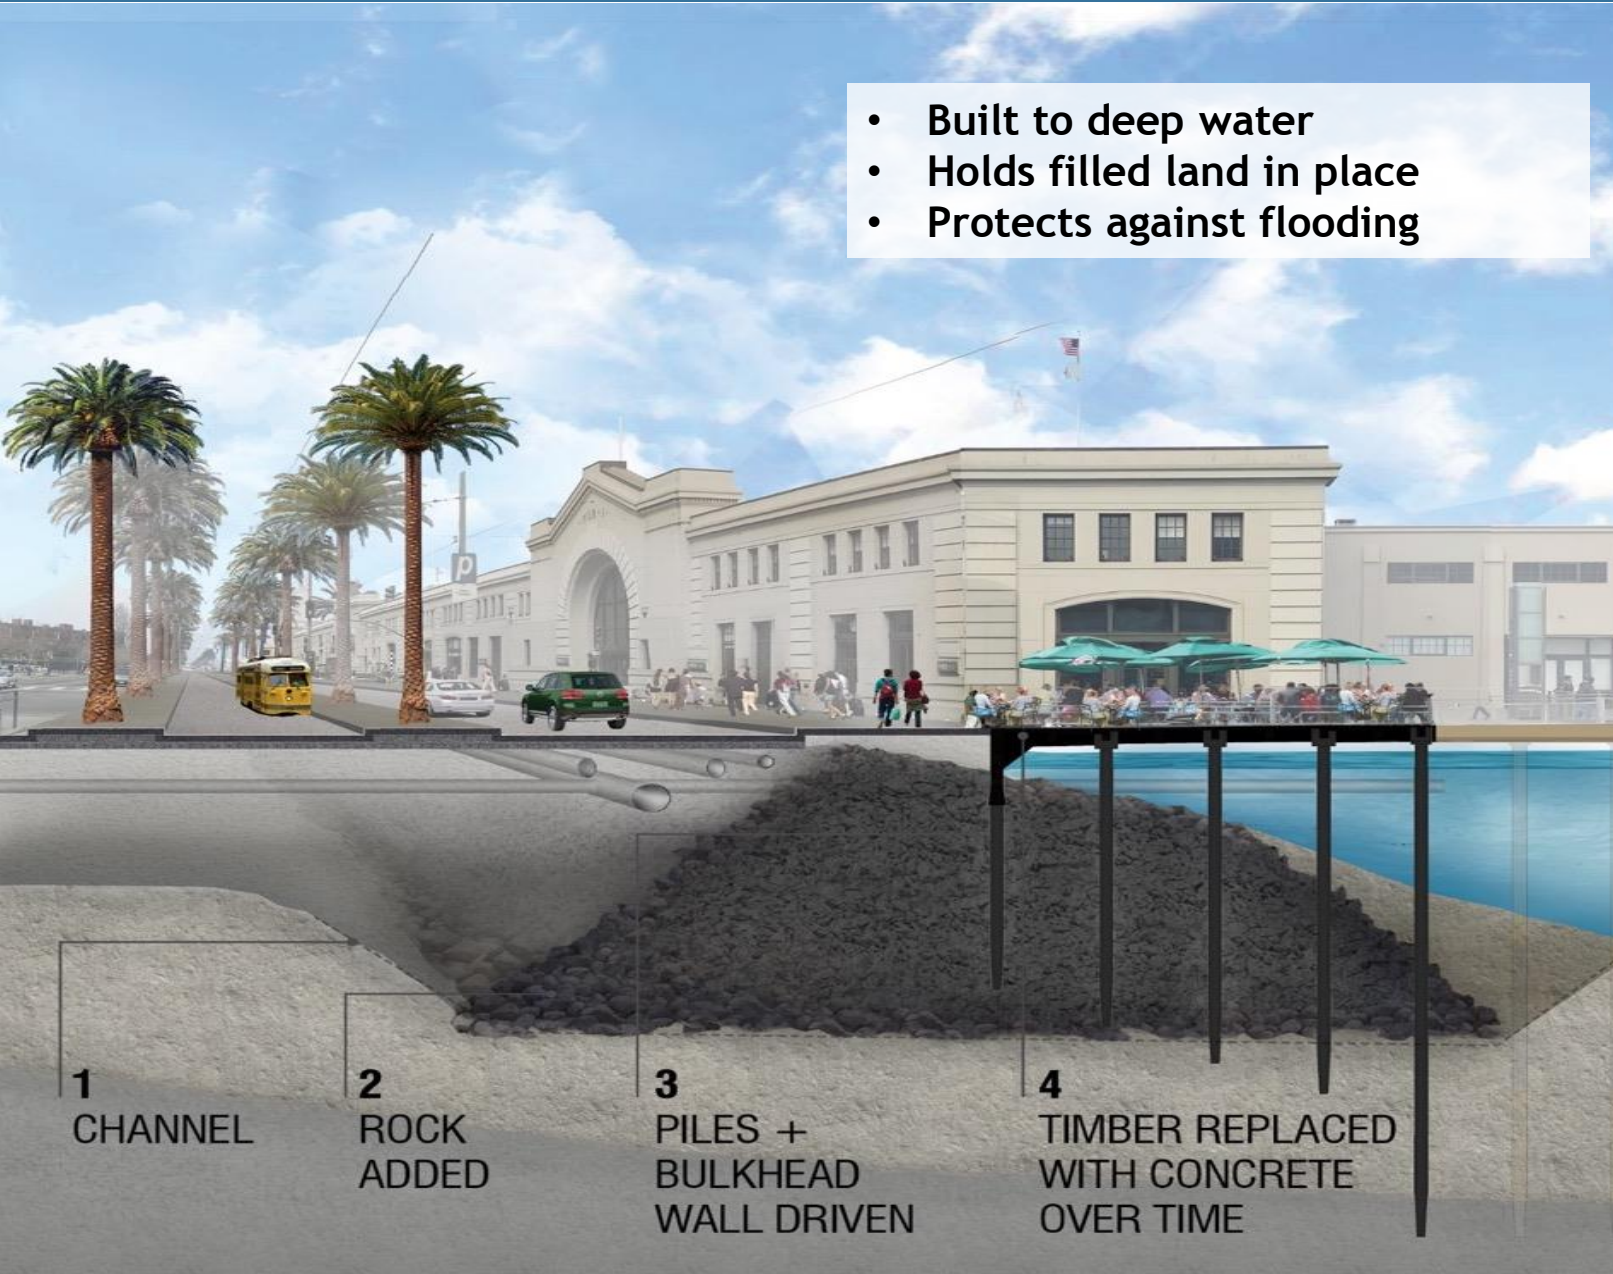 • Built to deep water
• Holds filled land in place
• Protects against flooding
p
1
CHANNEL
2
ROCK
ADDED
3
PILES +
BULKHEAD
WALL DRIVEN
4
TIMBER REPLACED
WITH CONCRETE
OVER TIME